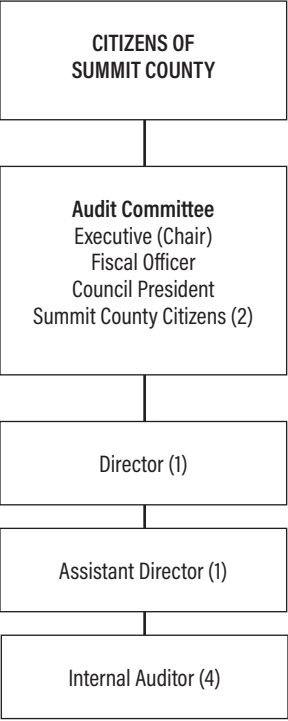 CITIZENS OF
SUMMIT COUNTY
Audit Committee
Executive (Chair)
Fiscal Officer
Council President
Summit County Citizens (2)
Director (1)
Assistant Director (1)
Internal Auditor (4)